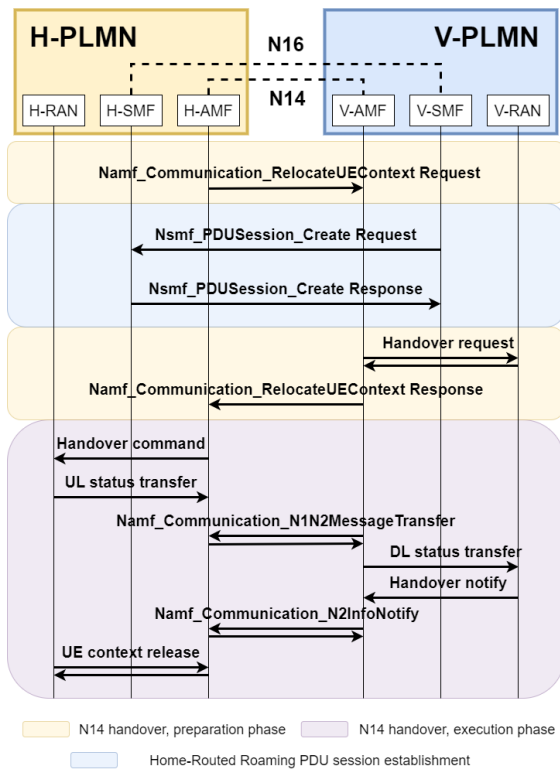 H-PLMN
V-PLMN
N16
N14
H-RAN
H-SMF
H-AMF
V-AMF
V-SMF
V-RAN
Namf_Communication_RelocateUEContext Request
Nsmf_PDUSession_Create Request
Nsmf_PDUSession_Create Response
Handover request
Namf_Communication_RelocateUEContext Response
Handover command
UL status transfer
Namf_Communication_N1N2MessageTransfer
DL status transfer
Handover notify
Namf_Communication_N2InfoNotify
UE context release
N14 handover, preparation phase
N14 handover, execution phase
Home-Routed Roaming PDU session establishment